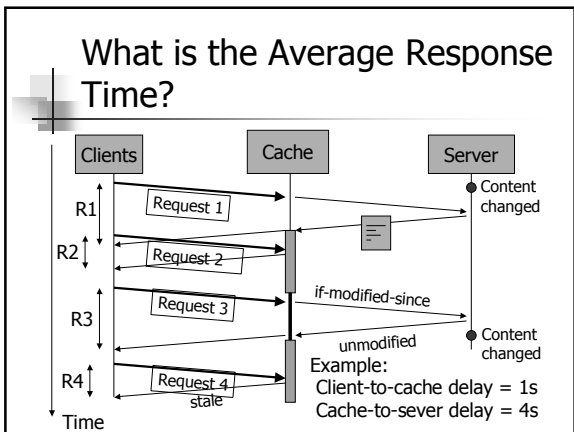 What is the Average Response
Time?
Clients
Cache
Server
Content
changed
R1
Request 1
R2
Request 2
R3
Request 3
if-modified-since
unmodified
Content
changed
R4
Request 4
stale
Example:
Client-to-cache delay = 1s
Cache-to-sever delay = 4s
Time